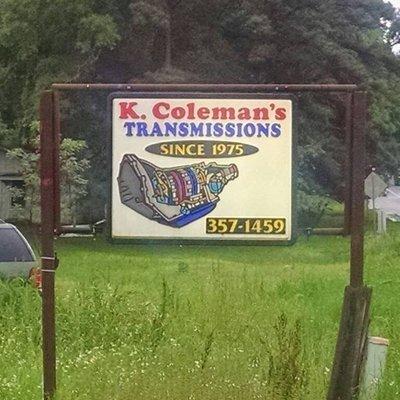 K. Coleman's
TRANSMISSIONS
SINCE 1975
357-1459